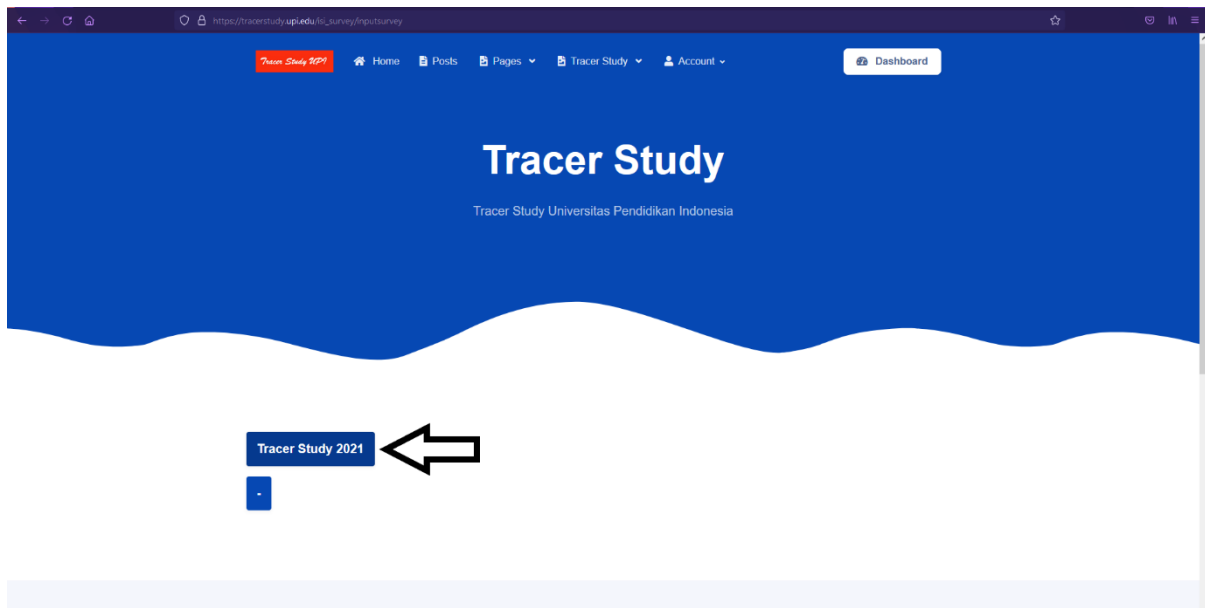 https://tracerstudy.upi.edu/isi_survey/inputsurvey
Tracer Study UPI Home Posts Pages Tracer Study Account Dashboard
Tracer Study
Tracer Study Universitas Pendidikan Indonesia
Tracer Study 2021
-